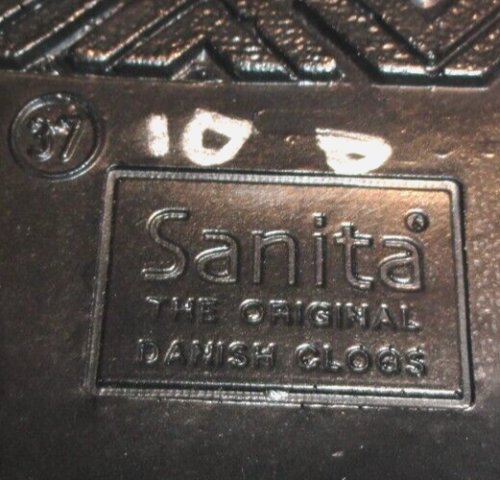 37
10 D
Sanita®
THE ORIGINAL
DANISH CLOGS